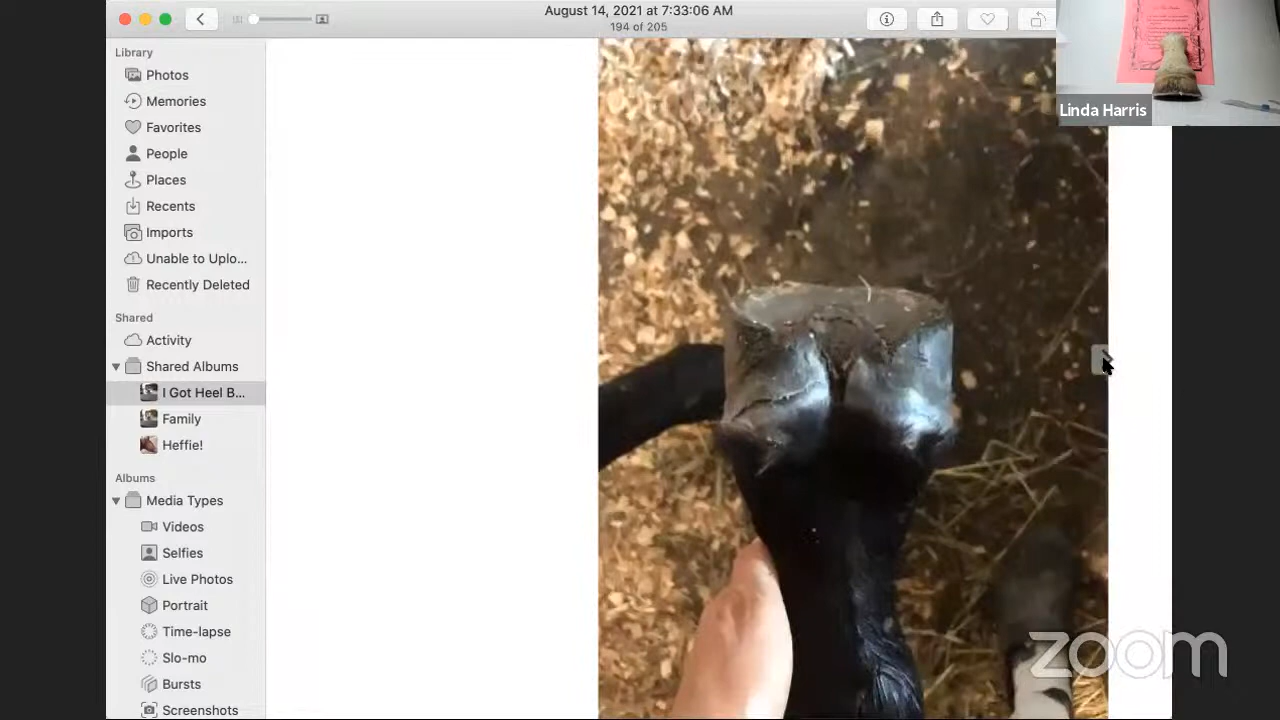 August 14, 2021 at 7:33:06 AM
194 of 205
Library
Photos
Memories
Favorites
People
Places
Recents
Imports
Unable to Uplo...
Recently Deleted
Shared
Activity
Shared Albums
I Got Heel B...
Family
Heffie!
Albums
Media Types
Videos
Selfies
Live Photos
Portrait
Time-lapse
Slo-mo
Bursts
Screenshots
Linda Harris
zoom